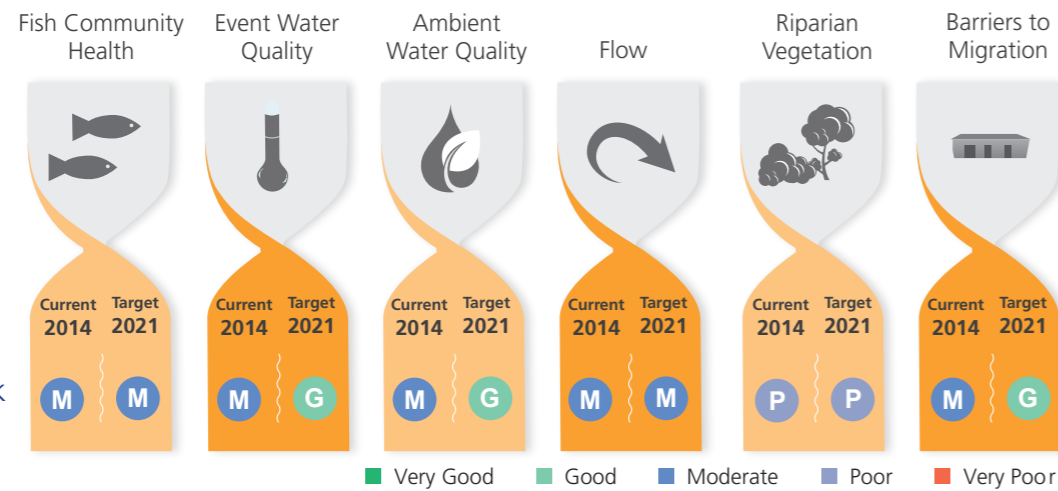 Fish Community
Health
Event Water
Quality
Ambient
Water Quality
Flow
Riparian
Vegetation
Barriers to
Migration
Current Target
2014 2021
M M
Current Target
2014 2021
M G
Current Target
2014 2021
M G
Current Target
2014 2021
M M
Current Target
2014 2021
P P
Current Target
2014 2021
M G
Very Good Good Moderate Poor Very Poor